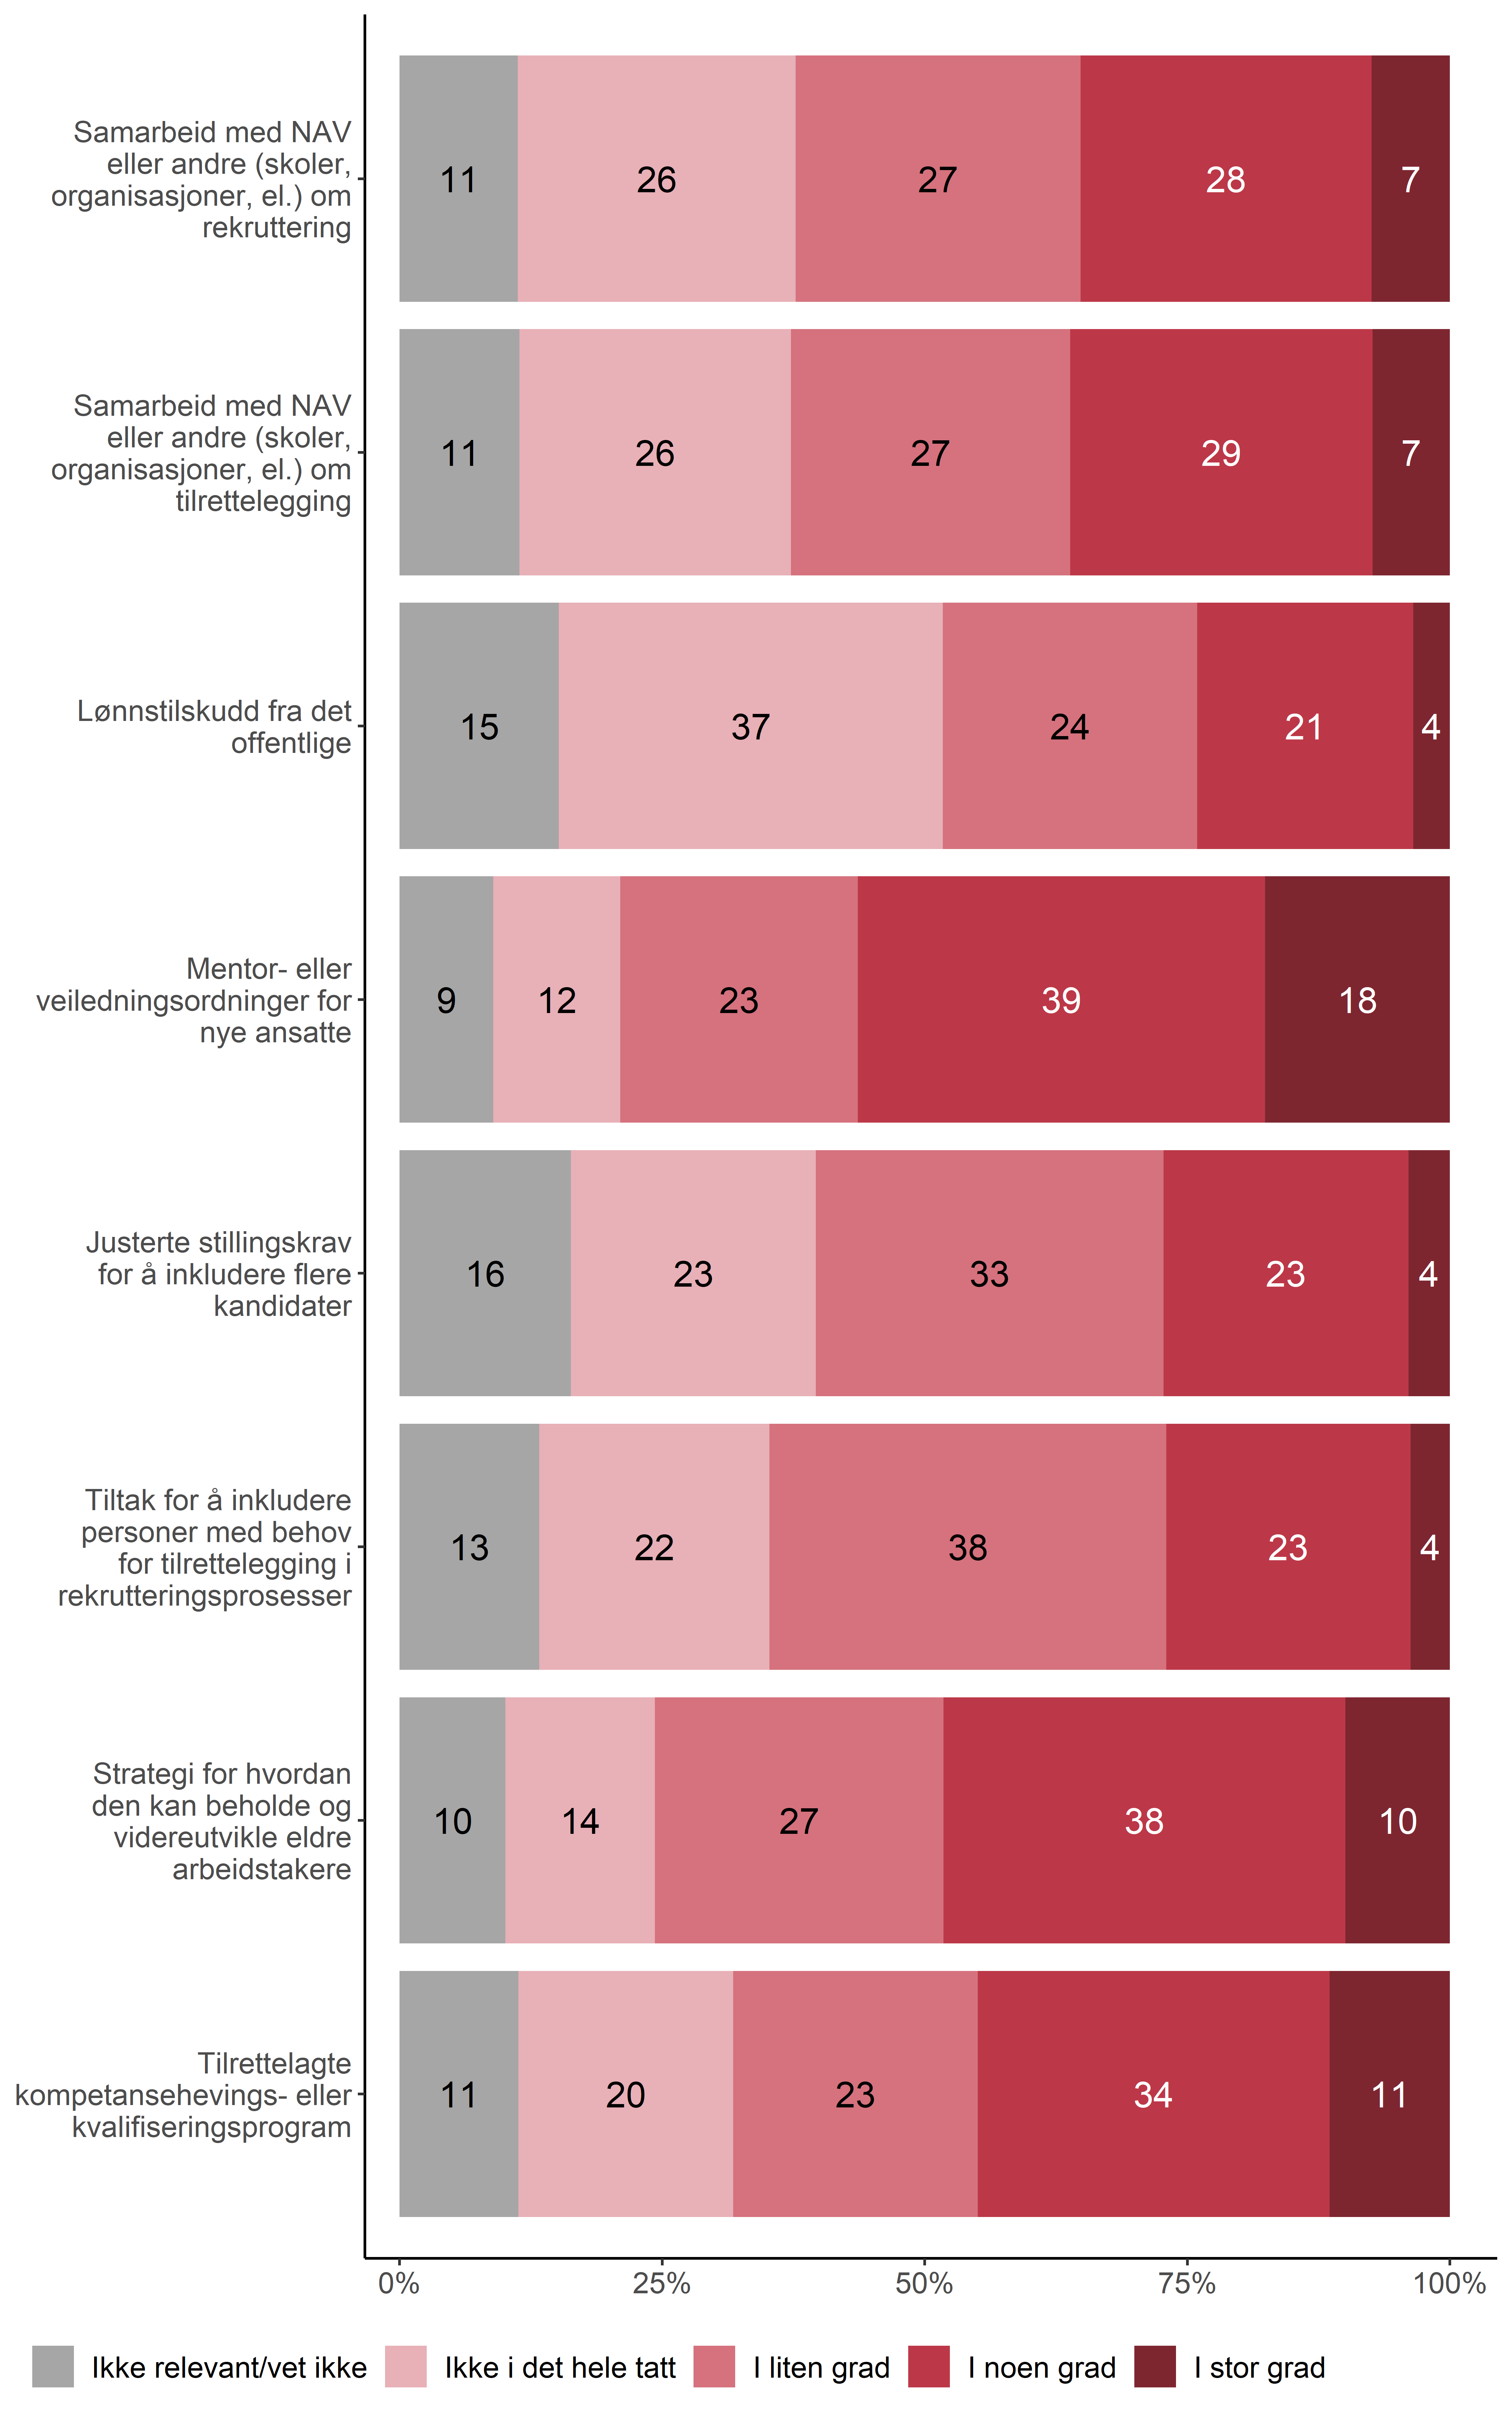 Samarbeid med NAV
eller andre (skoler,
organisasjoner, el.) om
rekruttering
11 26 27 28 7
Samarbeid med NAV
eller andre (skoler,
organisasjoner, el.) om
tilrettelegging
11 26 27 29 7
Lønnstilskudd fra det
offentlige
15 37 24 21 4
Mentor- eller
veiledningsordninger for
nye ansatte
9 12 23 39 18
Justerte stillingskrav
for å inkludere flere
kandidater
16 23 33 23 4
Tiltak for å inkludere
personer med behov
for tilrettelegging i
rekrutteringsprosesser
13 22 38 23 4
Strategi for hvordan
den kan beholde og
videreutvikle eldre
arbeidstakere
10 14 27 38 10
Tilrettelagte
kompetansehevings- eller
kvalifiseringsprogram
11 20 23 34 11
0% 25% 50% 75% 100%
Ikke relevant/vet ikke Ikke i det hele tatt I liten grad I noen grad I stor grad